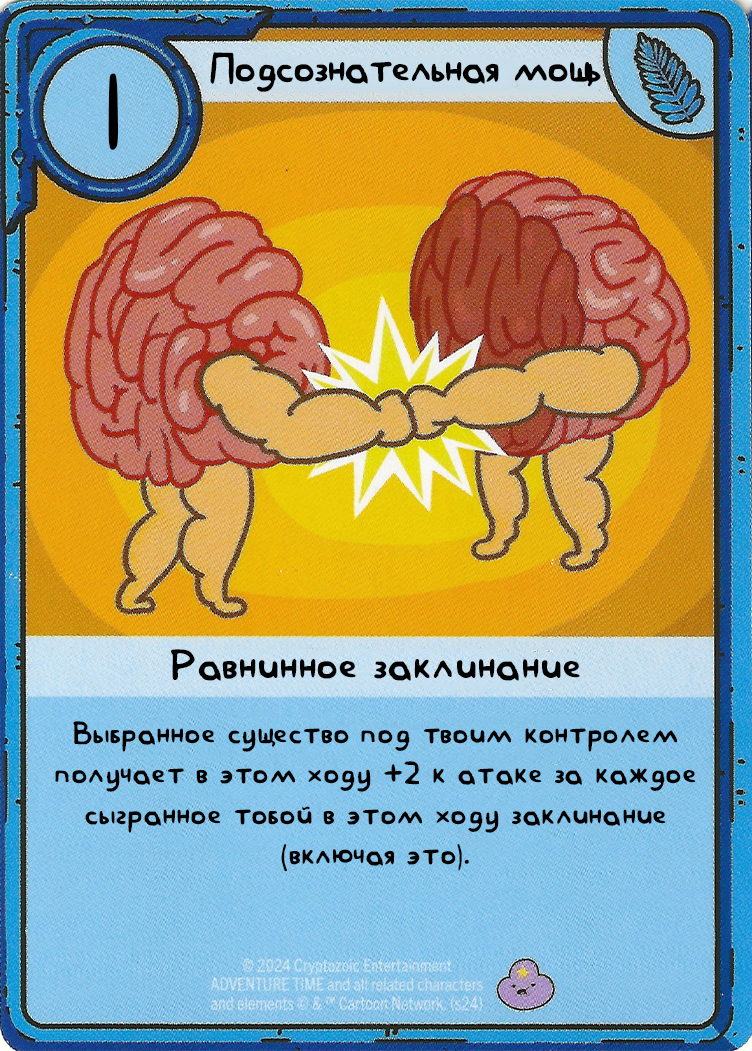 1
Подсознательная мощь
Равнинное заклинание
Выбранное существо под твоим контролем
получает в этом ходу +2 к атаке за каждое
сыгранное тобой в этом ходу заклинание
(включая это).
© 2024 Cryptozoic Entertainment
ADVENTURE TIME and all related characters
and elements © & ™ Cartoon Network. (s24)